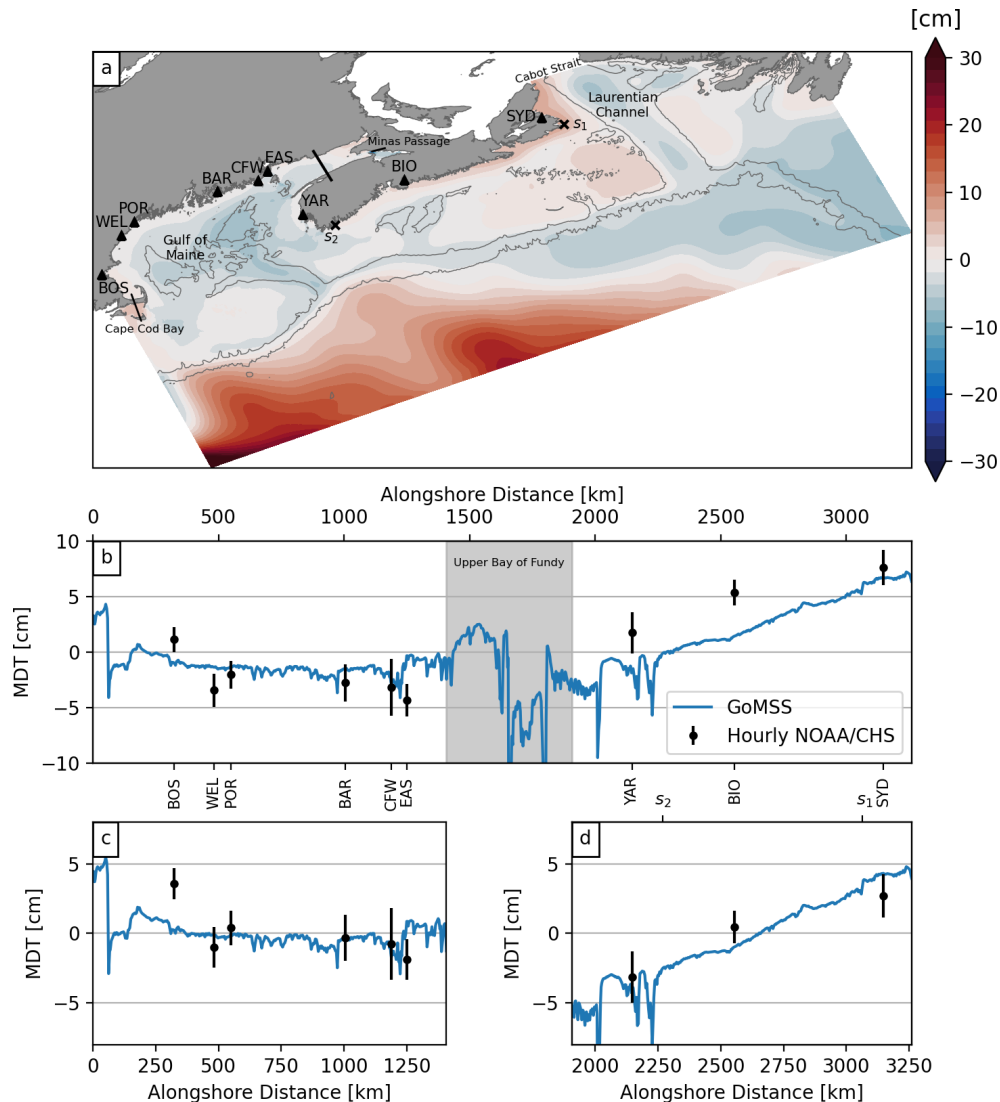 [cm]
a
Cabot Strait
Laurentian
Channel
SYD
s1
Minas Passage
EAS
CFW
BAR
BIO
POR
WEL
YAR
s2
Gulf of
Maine
BOS
Cape Cod Bay
30
20
10
0
−10
−20
−30
Alongshore Distance [km]
0 500 1000 1500 2000 2500 3000
b
Upper Bay of Fundy
MDT [cm]
10
5
0
−5
−10
GoMSS
Hourly NOAA/CHS
BOS WEL POR BAR CFW EAS YAR s2 BIO s1 SYD
c
MDT [cm]
5
0
−5
0 250 500 750 1000 1250
Alongshore Distance [km]
d
MDT [cm]
5
0
−5
2000 2250 2500 2750 3000 3250
Alongshore Distance [km]